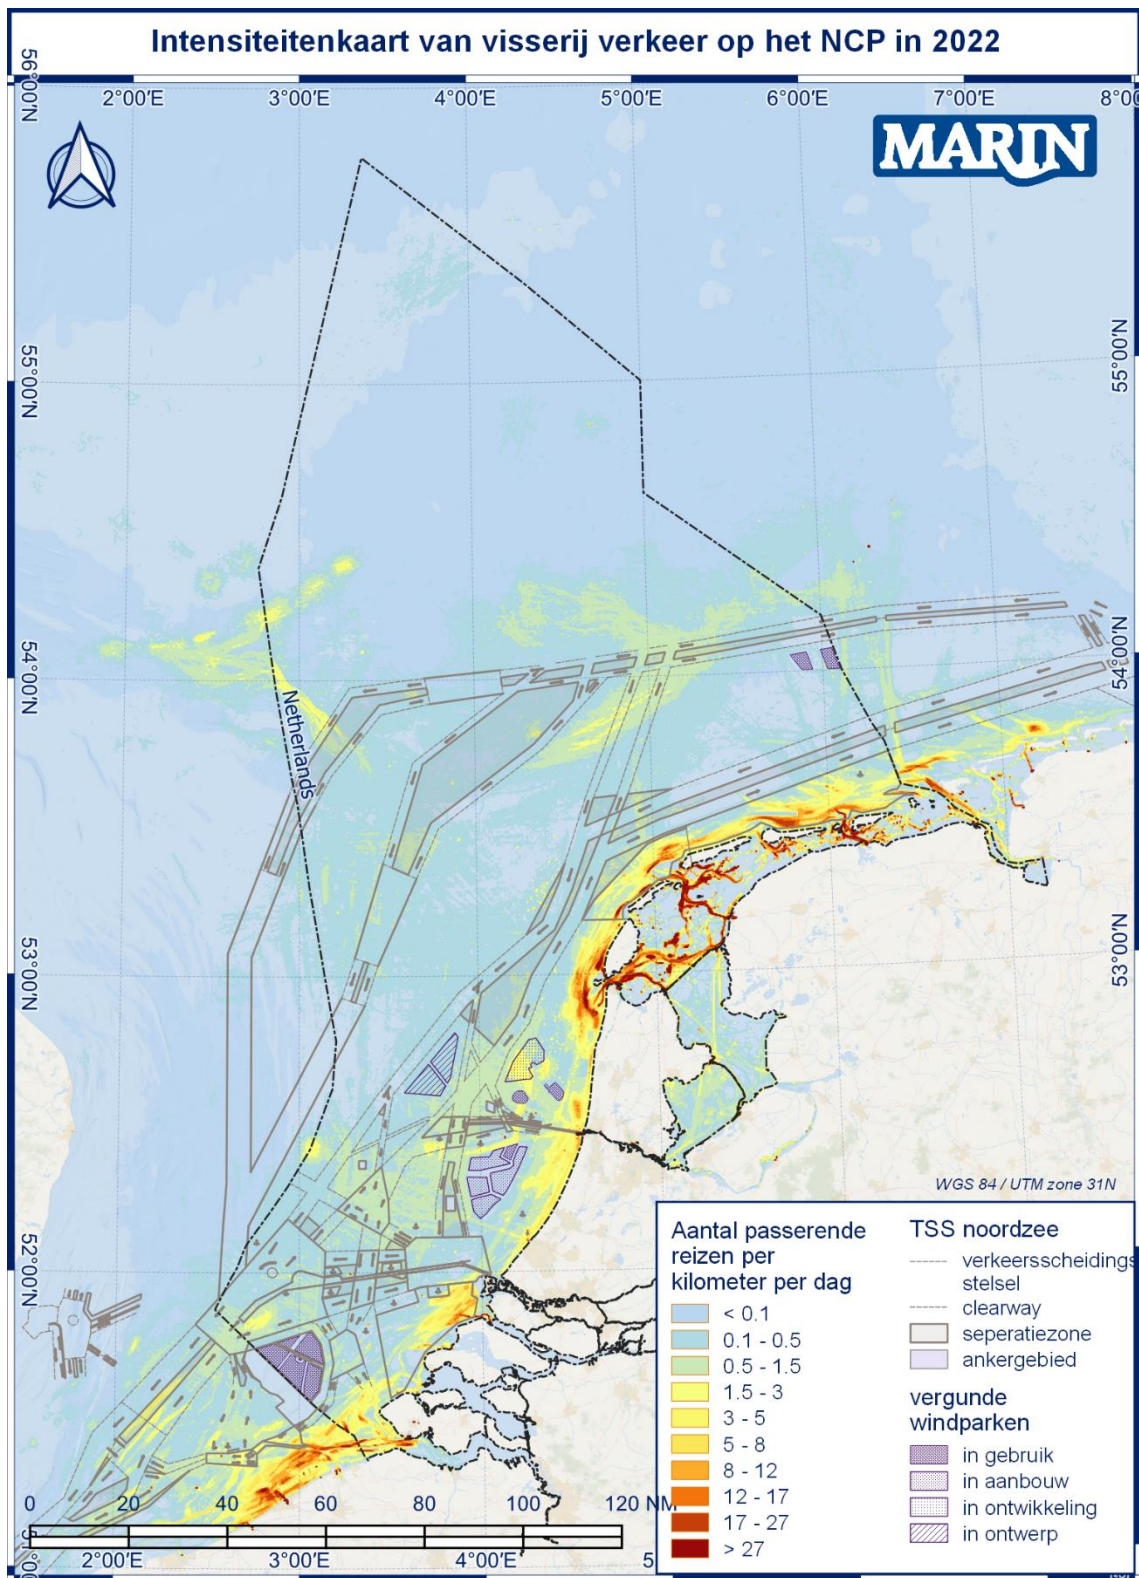 Intensiteitenkaart van visserij verkeer op het NCP in 2022
56°00'N
2°00'E
3°00'E
4°00'E
5°00'E
6°00'E
7°00'E
8°00
MARIN
55°00'N
55°00'N
54°00'N
54°00'N
Netherlands
53°00'N
53°00'N
52°00'N
WGS 84 / UTM zone 31N
Aantal passerende
reizen per
kilometer per dag
< 0.1
0.1 - 0.5
0.5 - 1.5
1.5 - 3
3 - 5
5 - 8
8 - 12
12 - 17
17 - 27
> 27
TSS noordzee
verkeersscheidings
stelsel
clearway
seperatiezone
ankergebied
vergunde
windparken
in gebruik
in aanbouw
in ontwikkeling
in ontwerp
0
20
40
60
80
100
120 NM
2°00'E
3°00'E
4°00'E
5